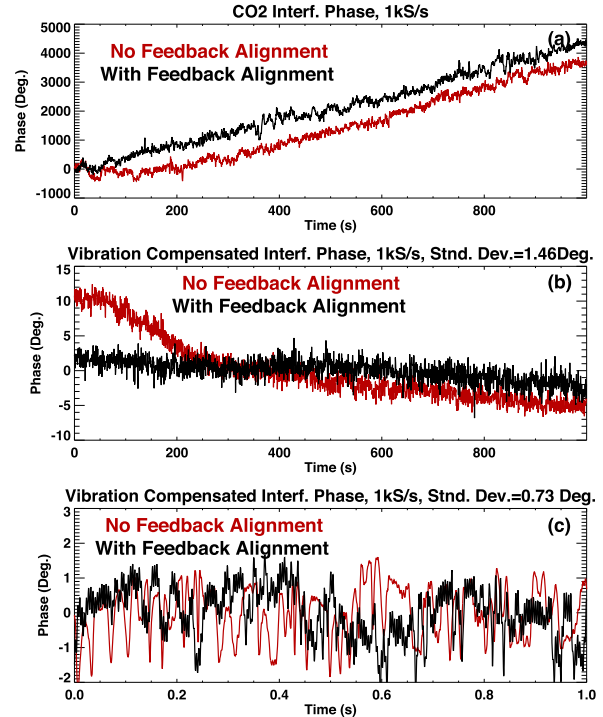 CO2 Interf. Phase, 1kS/s
5000
4000
3000
2000
1000
0
-1000
Phase (Deg.)
No Feedback Alignment
With Feedback Alignment
(a)
0 200 400 600 800
Time (s)
Vibration Compensated Interf. Phase, 1kS/s, Stnd. Dev.=1.46Deg.
15
10
5
0
-5
-10
Phase (Deg.)
No Feedback Alignment
With Feedback Alignment
(b)
0 200 400 600 800
Time (s)
Vibration Compensated Interf. Phase, 1kS/s, Stnd. Dev.=0.73 Deg.
3
2
1
0
-1
-2
Phase (Deg.)
No Feedback Alignment
With Feedback Alignment
(c)
0.0 0.2 0.4 0.6 0.8 1.0
Time (s)